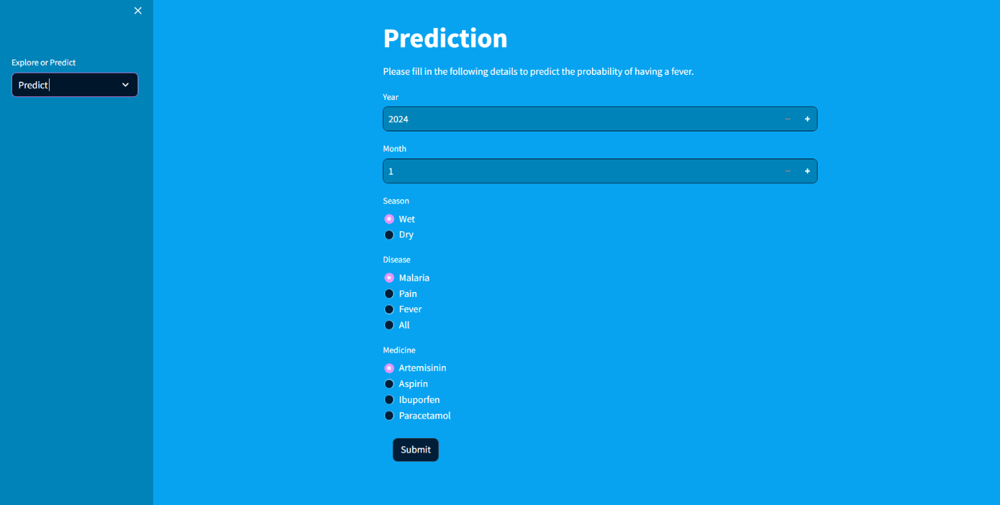 Explore or Predict
Predict
Prediction
Please fill in the following details to predict the probability of having a fever.
Year
2024
Month
1
Season
Wet
Dry
Disease
Malaria
Pain
Fever
All
Medicine
Artemisinin
Aspirin
Ibuporfen
Paracetamol
Submit